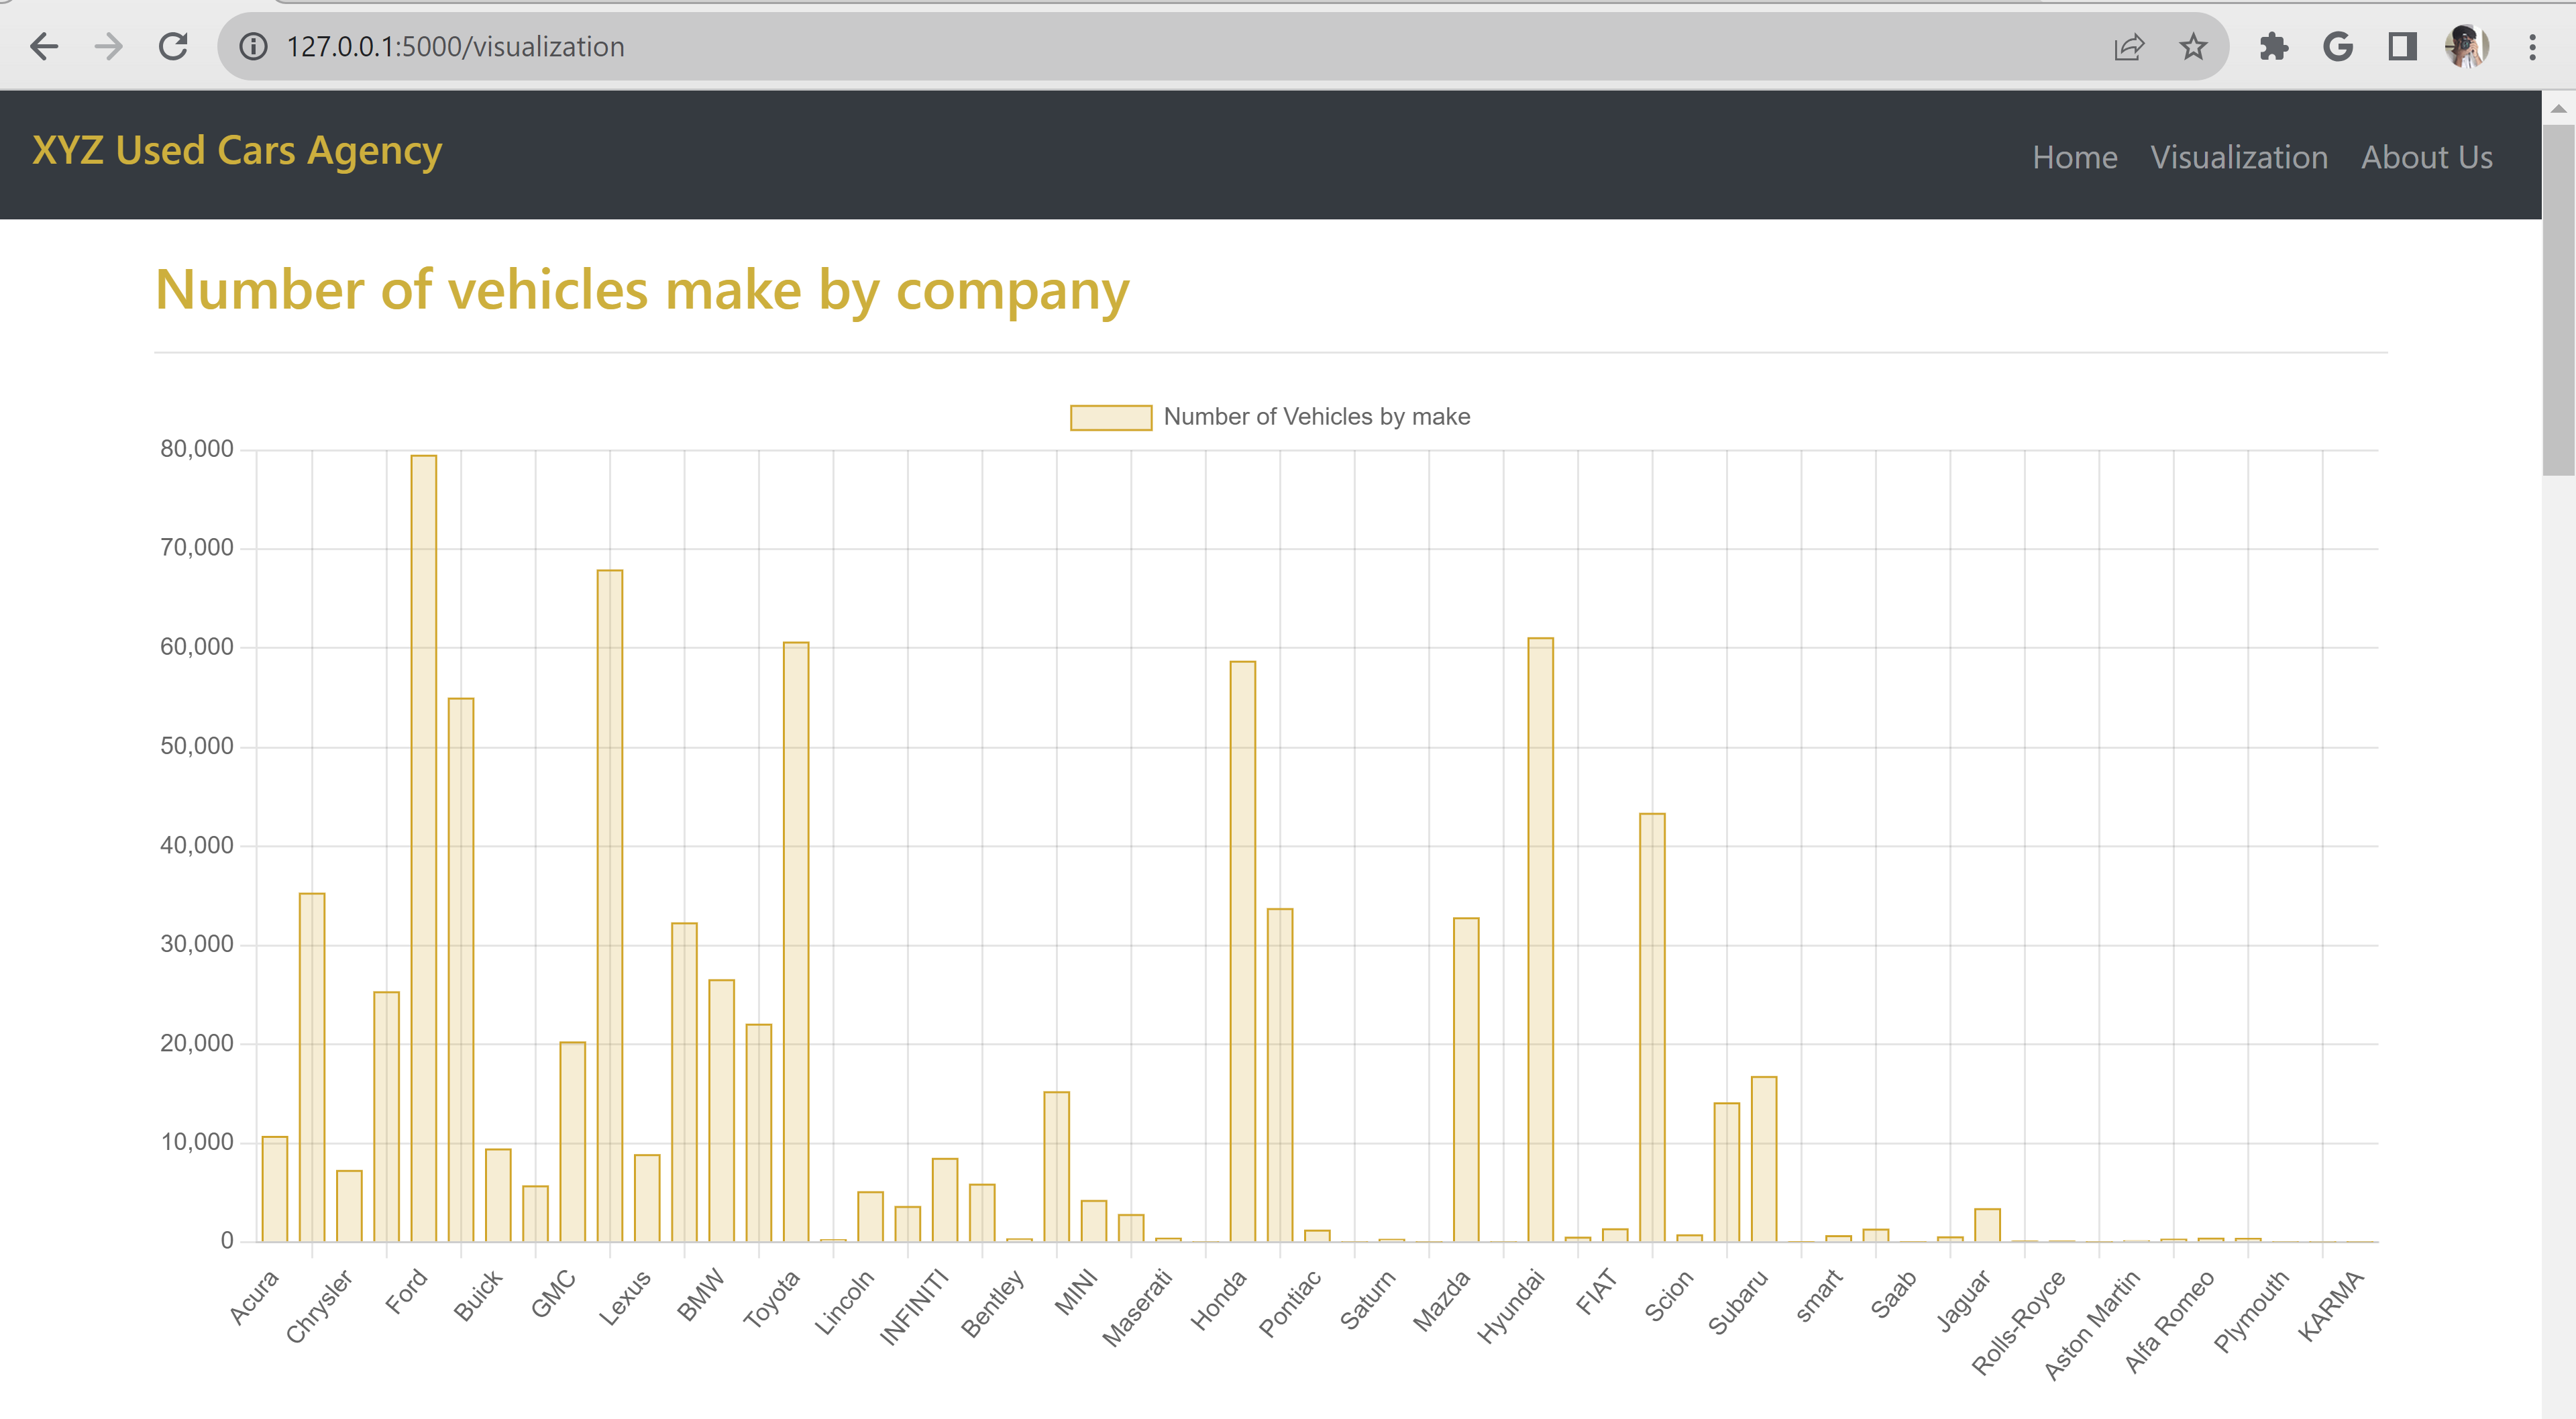 127.0.0.1:5000/visualization
XYZ Used Cars Agency
Home Visualization About Us
Number of vehicles make by company
Number of Vehicles by make
80,000
70,000
60,000
50,000
40,000
30,000
20,000
10,000
0
Acura Chrysler Ford Buick GMC Lexus BMW Toyota Lincoln INFINITI Bentley MINI Maserati Honda Pontiac Saturn Mazda Hyundai FIAT Scion Subaru smart Saab Jaguar Rolls-Royce Aston Martin Alfa Romeo Plymouth KARMA